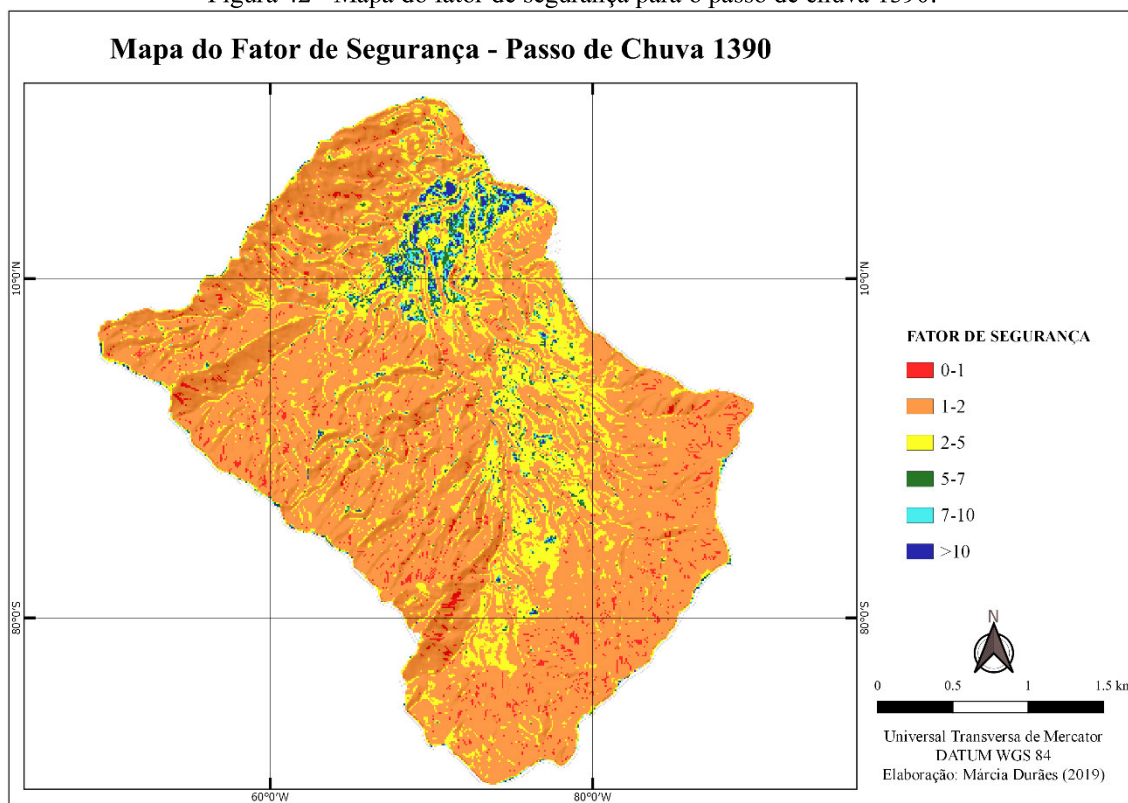 Figura 42 - Mapa do fator de segurança para o passo de chuva 1390.
Mapa do Fator de Segurança - Passo de Chuva 1390
10°0'N
10°0'N
FATOR DE SEGURANÇA
0-1
1-2
2-5
5-7
7-10
>10
80°0'S
80°0'S
N
0 0.5 1 1.5 km
Universal Transversa de Mercator
DATUM WGS 84
Elaboração: Márcia Durães (2019)
60°0'W 80°0'W